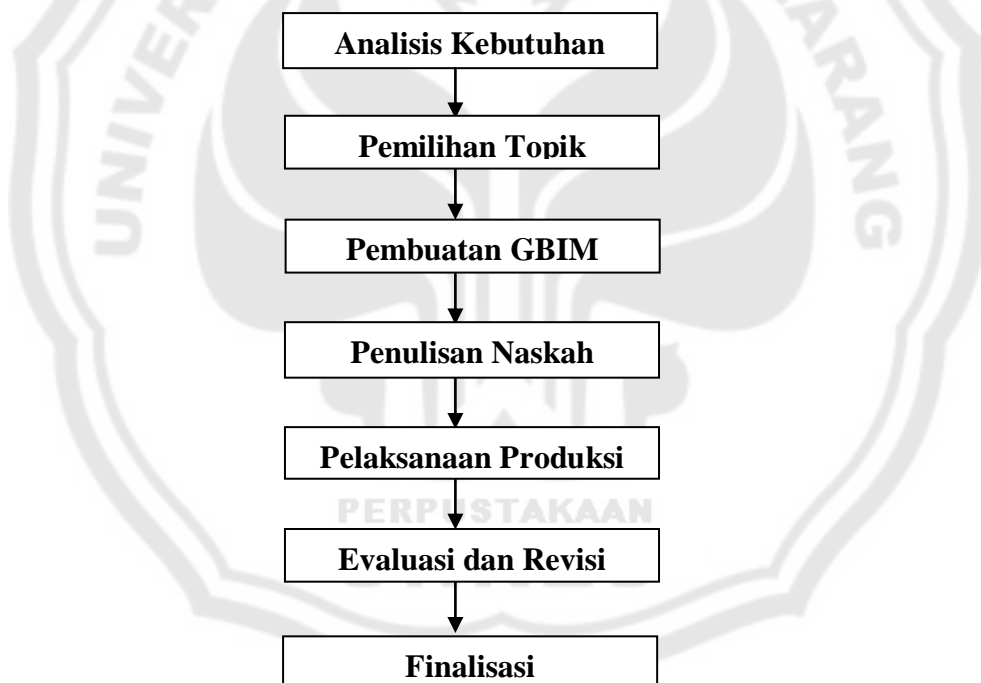 Analisis Kebutuhan
Pemilihan Topik
Pembuatan GBIM
Penulisan Naskah
Pelaksanaan Produksi
PERPUSTAKAAN
Evaluasi dan Revisi
Finalisasi